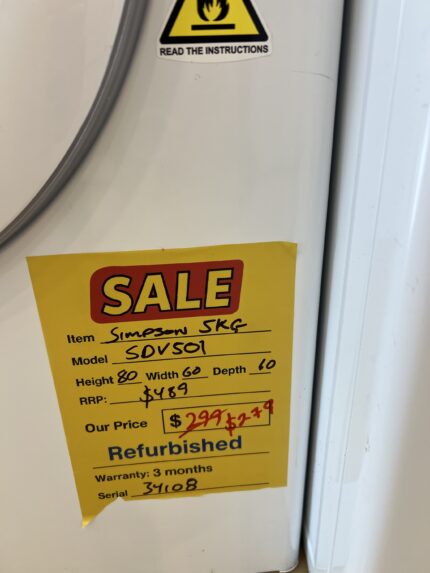 READ THE INSTRUCTIONS
SALE
Item Simpson 5KG
Model SDV501
Height 80 Width 60 Depth 60
RRP: $489
Our Price $ 299 $279
Refurbished
Warranty: 3 months
Serial 34108